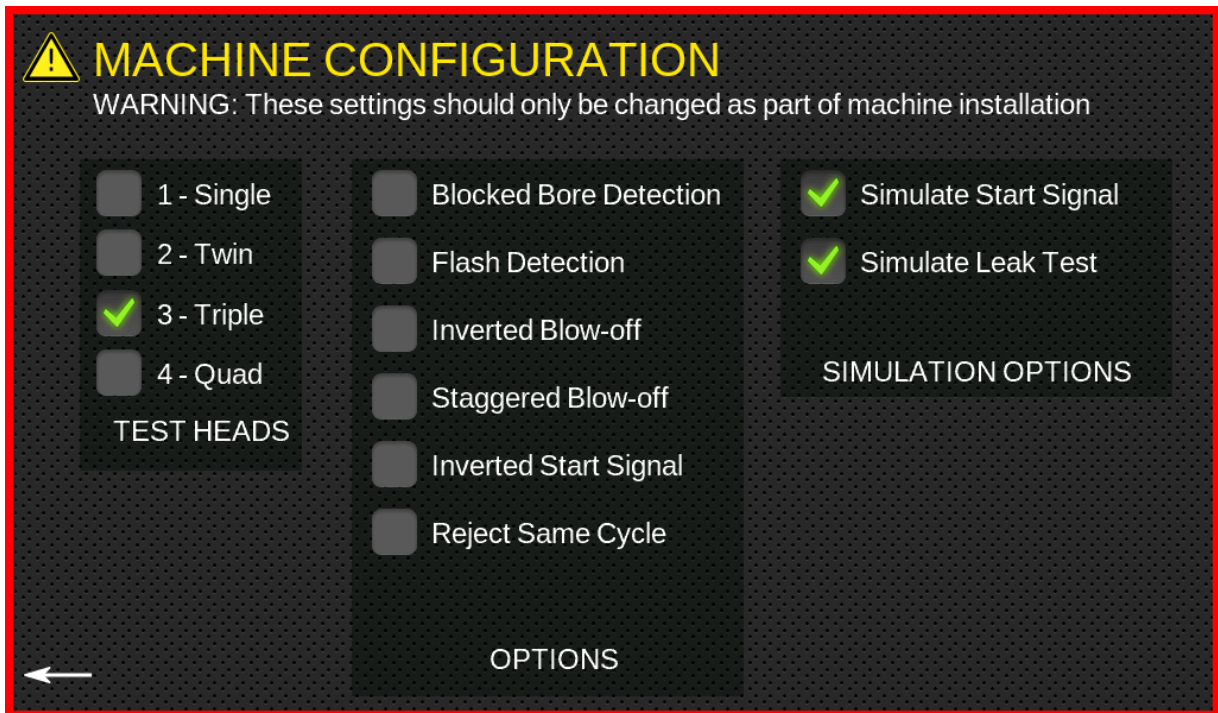 MACHINE CONFIGURATION
WARNING: These settings should only be changed as part of machine installation
1 - Single
2 - Twin
3 - Triple
4 - Quad
TEST HEADS
Blocked Bore Detection
Flash Detection
Inverted Blow-off
Staggered Blow-off
Inverted Start Signal
Reject Same Cycle
OPTIONS
Simulate Start Signal
Simulate Leak Test
SIMULATION OPTIONS